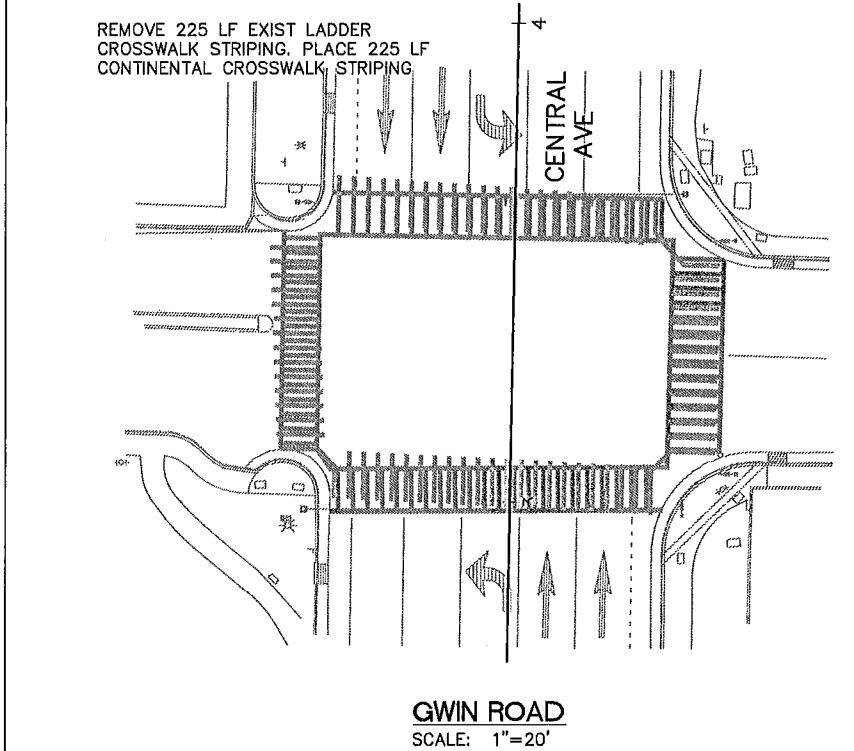 REMOVE 225 LF EXIST LADDER
CROSSWALK STRIPING. PLACE 225 LF
CONTINENTAL CROSSWALK STRIPING
4
CENTRAL
AVE
GWIN ROAD
SCALE: 1"=20'